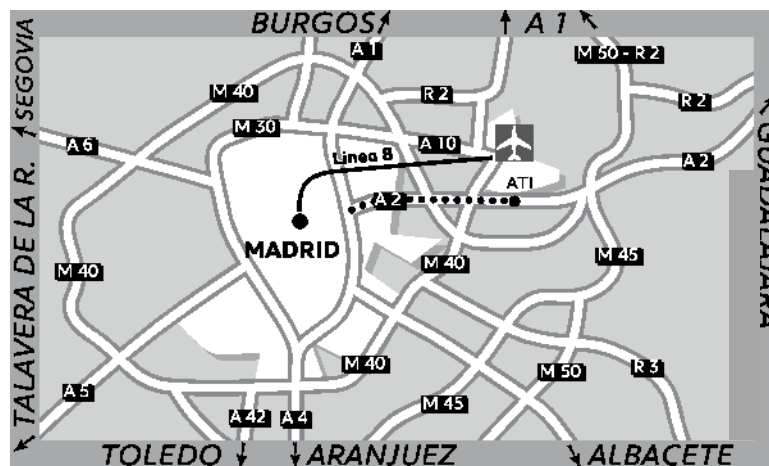 BURGOS
A 1
A 1
M 50 - R 2
SEGOVIA
M 40
R 2
R 2
M 30
A 6
A 10
Linea 8
A 2
ATI
A 2
GUADALAJARA
MADRID
TALAVERA DE LA R.
M 40
M 40
M 45
M 40
M 50
R 3
A 5
A 42
A 4
M 45
TOLEDO
ARANJUEZ
ALBACETE